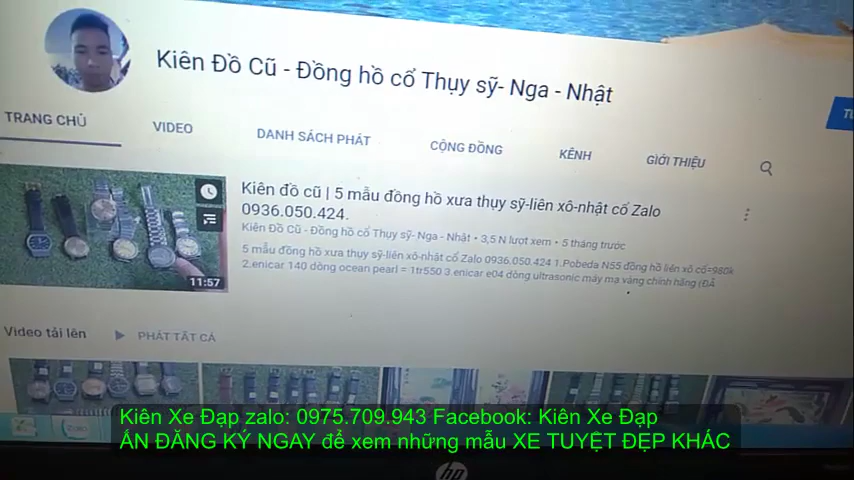 Kiên Đồ Cũ - Đồng hồ cổ Thụy sỹ- Nga - Nhật
TRANG CHỦ
VIDEO
DANH SÁCH PHÁT
CỘNG ĐỒNG
KÊNH
GIỚI THIỆU
Kiên đồ cũ | 5 mẫu đồng hồ xưa thụy sỹ-liên xô-nhật cổ Zalo
0936.050.424.
Kiên Đồ Cũ - Đồng hồ cổ Thụy sỹ- Nga - Nhật • 3,5 N lượt xem • 5 tháng trước
5 mẫu đồng hồ xưa thụy sỹ-liên xô-nhật cổ Zalo 0936.050.424 1.Pobeda N55 đồng hồ liên xô cổ=980k
2.enicar 140 dòng ocean pearl = 1tr550 3.enicar e04 dòng ultrasonic máy mạ vàng chính hãng (ĐÃ
11:57
Video tải lên
PHÁT TẤT CẢ
Kiên Xe Đạp zalo: 0975.709.943 Facebook: Kiên Xe Đạp
ẤN ĐĂNG KÝ NGAY để xem những mẫu XE TUYỆT ĐẸP KHÁC
hp